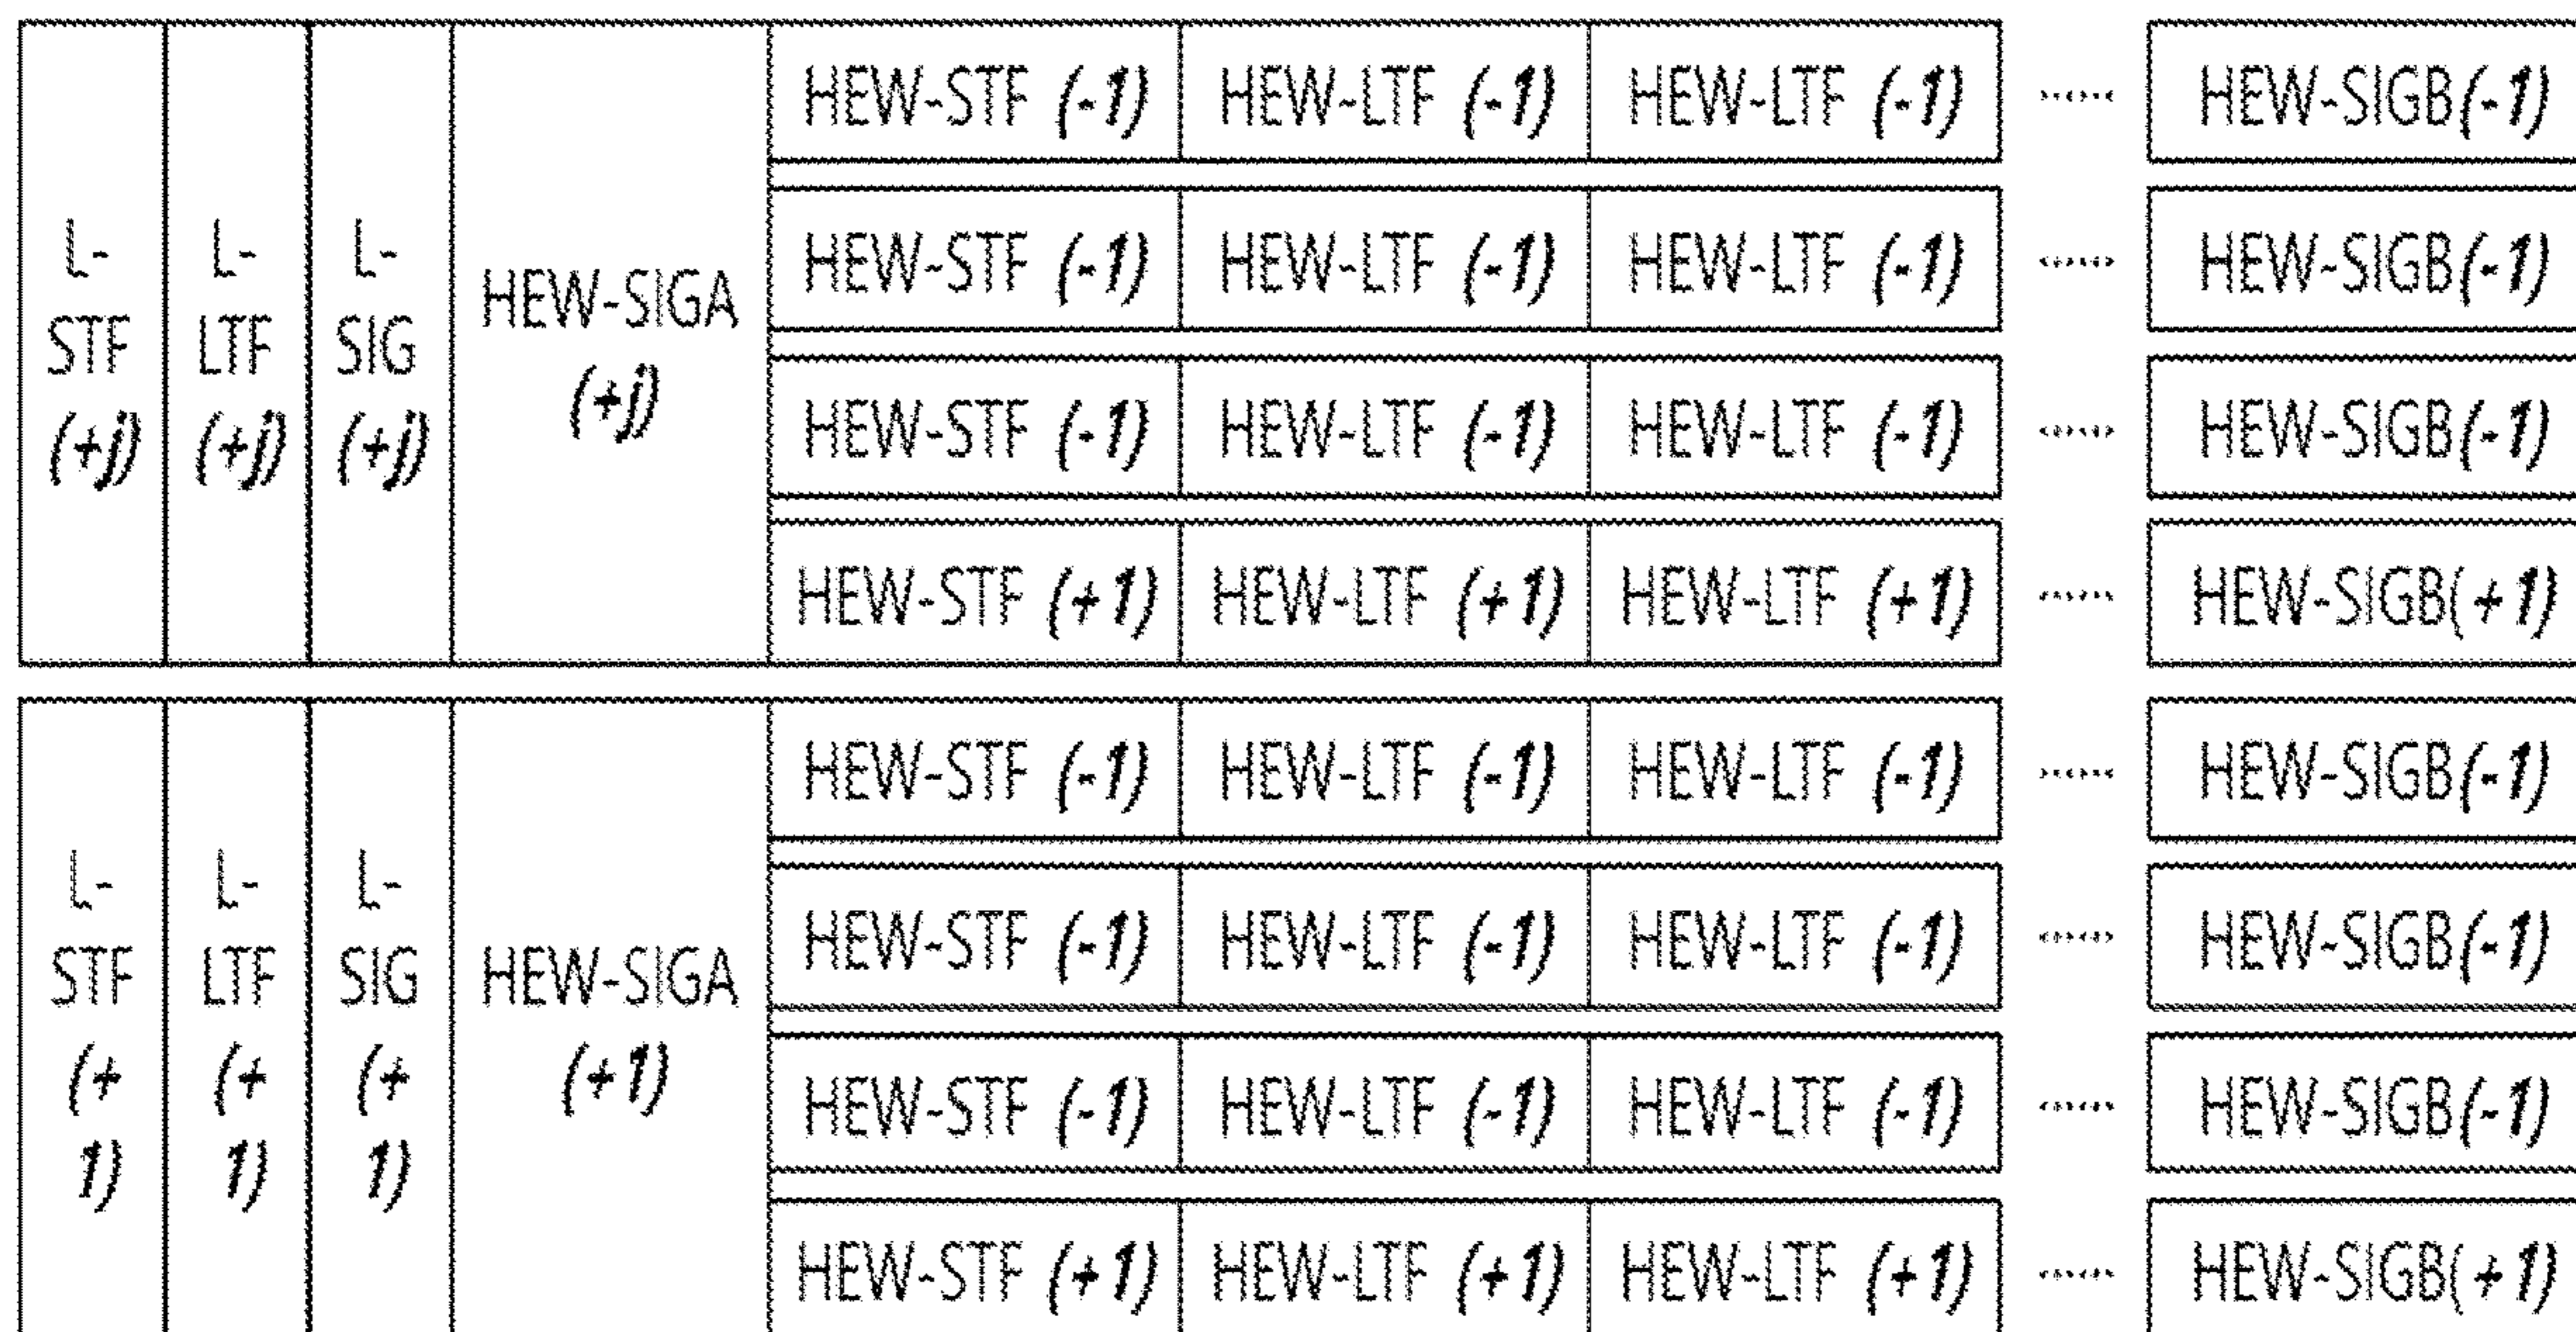 L-
STF
(+j)
L-
LTF
(+j)
L-
SIG
(+j)
HEW-SIGA
(+j)
HEW-STF (-1) HEW-LTF (-1) HEW-LTF (-1) ...... HEW-SIGB(-1)
HEW-STF (-1) HEW-LTF (-1) HEW-LTF (-1) ...... HEW-SIGB(-1)
HEW-STF (-1) HEW-LTF (-1) HEW-LTF (-1) ...... HEW-SIGB(-1)
HEW-STF (+1) HEW-LTF (+1) HEW-LTF (+1) ...... HEW-SIGB(+1)
L-
STF
(+
1)
L-
LTF
(+
1)
L-
SIG
(+
1)
HEW-SIGA
(+1)
HEW-STF (-1) HEW-LTF (-1) HEW-LTF (-1) ...... HEW-SIGB(-1)
HEW-STF (-1) HEW-LTF (-1) HEW-LTF (-1) ...... HEW-SIGB(-1)
HEW-STF (-1) HEW-LTF (-1) HEW-LTF (-1) ...... HEW-SIGB(-1)
HEW-STF (+1) HEW-LTF (+1) HEW-LTF (+1) ...... HEW-SIGB(+1)